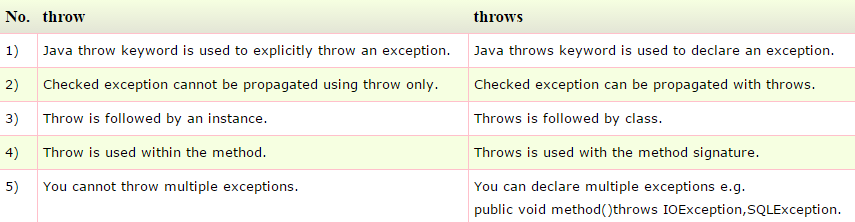 No. throw throws
1) Java throw keyword is used to explicitly throw an exception. Java throws keyword is used to declare an exception.
2) Checked exception cannot be propagated using throw only. Checked exception can be propagated with throws.
3) Throw is followed by an instance. Throws is followed by class.
4) Throw is used within the method. Throws is used with the method signature.
5) You cannot throw multiple exceptions. You can declare multiple exceptions e.g.
public void method()throws IOException,SQLException.